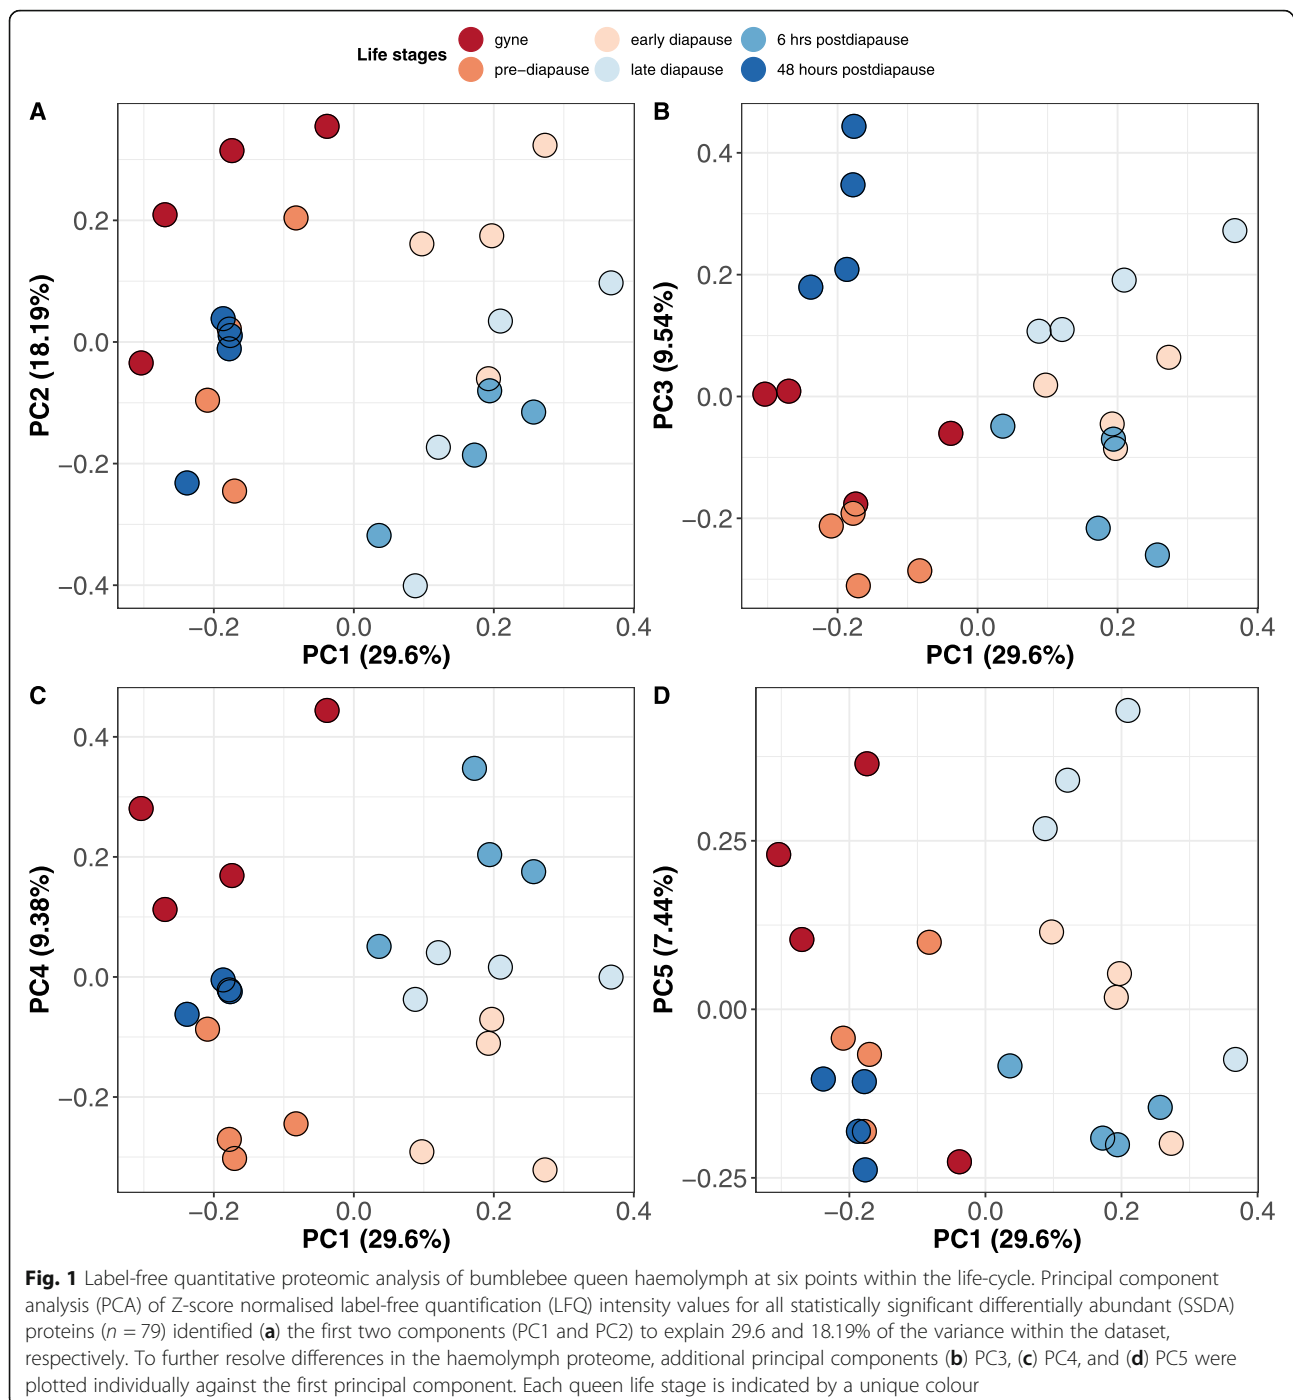 Life stages
gyne
early diapause
6 hrs postdiapause
pre−diapause
late diapause
48 hours postdiapause
A
0.2
0.0
−0.2
−0.4
PC2 (18.19%)
−0.2 0.0 0.2 0.4
PC1 (29.6%)
B
0.4
0.2
0.0
−0.2
PC3 (9.54%)
−0.2 0.0 0.2 0.4
PC1 (29.6%)
C
0.4
0.2
0.0
−0.2
PC4 (9.38%)
−0.2 0.0 0.2 0.4
PC1 (29.6%)
D
0.25
0.00
−0.25
PC5 (7.44%)
−0.2 0.0 0.2 0.4
PC1 (29.6%)
Fig. 1 Label-free quantitative proteomic analysis of bumblebee queen haemolymph at six points within the life-cycle. Principal component
analysis (PCA) of Z-score normalised label-free quantification (LFQ) intensity values for all statistically significant differentially abundant (SSDA)
proteins (n = 79) identified (a) the first two components (PC1 and PC2) to explain 29.6 and 18.19% of the variance within the dataset,
respectively. To further resolve differences in the haemolymph proteome, additional principal components (b) PC3, (c) PC4, and (d) PC5 were
plotted individually against the first principal component. Each queen life stage is indicated by a unique colour